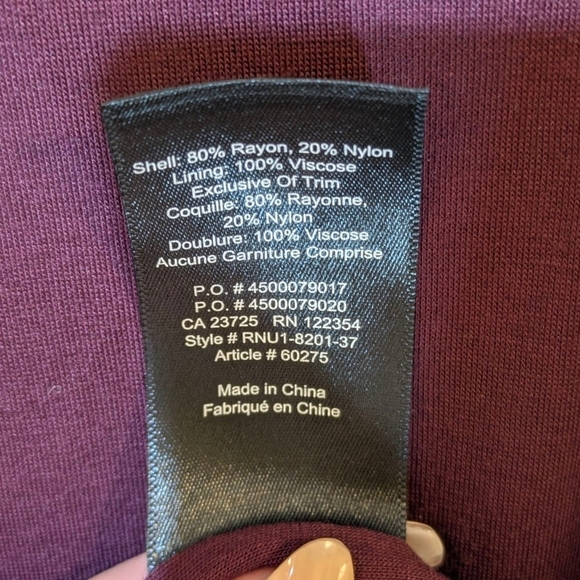 Shell: 80% Rayon, 20% Nylon
Lining: 100% Viscose
Exclusive Of Trim
Coquille: 80% Rayonne,
20% Nylon
Doublure: 100% Viscose
Aucune Garniture Comprise
P.O. # 4500079017
P.O. # 4500079020
CA 23725 RN 122354
Style # RNU1-8201-37
Article # 60275
Made in China
Fabriqué en Chine